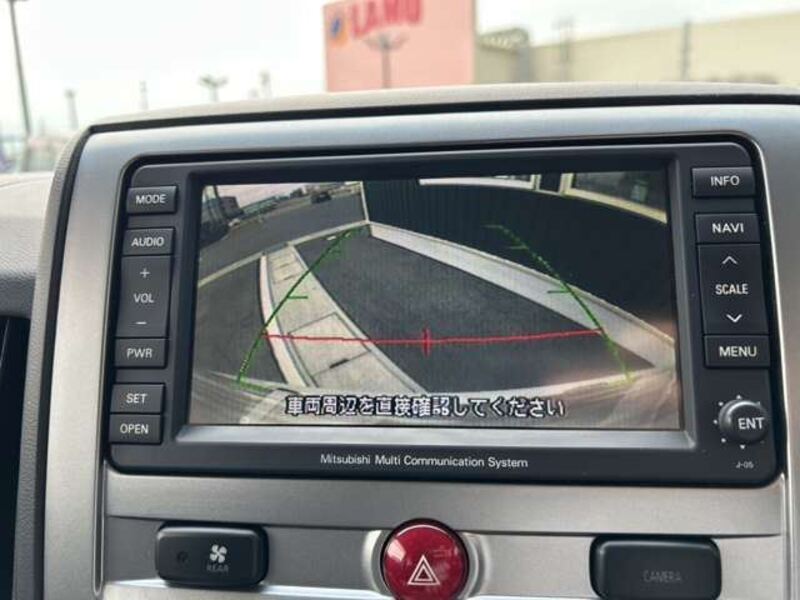 LAMU
MODE
AUDIO
+
VOL
−
PWR
SET
OPEN
INFO
NAVI
SCALE
MENU
ENT
J-05
車両周辺を直接確認してください
Mitsubishi Multi Communication System
REAR
CAMERA